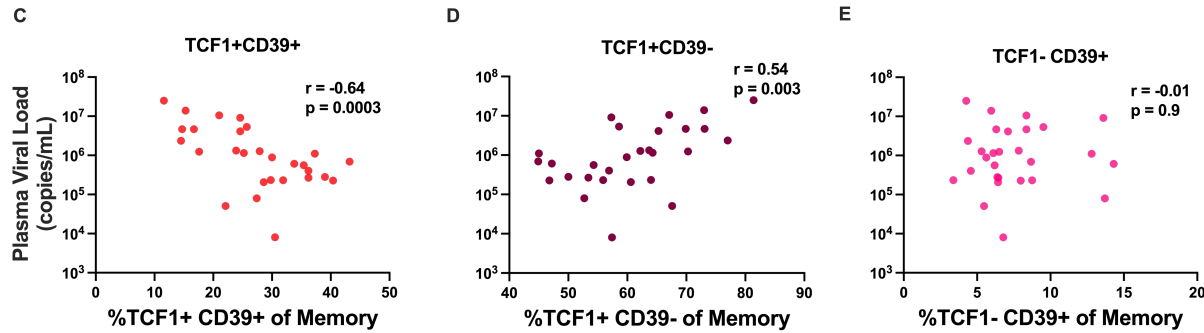 C
TCF1+CD39+
r = -0.64
p = 0.0003
Plasma Viral Load
(copies/mL)
10⁸
10⁷
10⁶
10⁵
10⁴
10³
0 10 20 30 40 50
%TCF1+ CD39+ of Memory
D
TCF1+CD39-
r = 0.54
p = 0.003
10⁸
10⁷
10⁶
10⁵
10⁴
10³
40 50 60 70 80 90
%TCF1+ CD39- of Memory
E
TCF1- CD39+
r = -0.01
p = 0.9
10⁸
10⁷
10⁶
10⁵
10⁴
10³
0 5 10 15 20
%TCF1- CD39+ of Memory